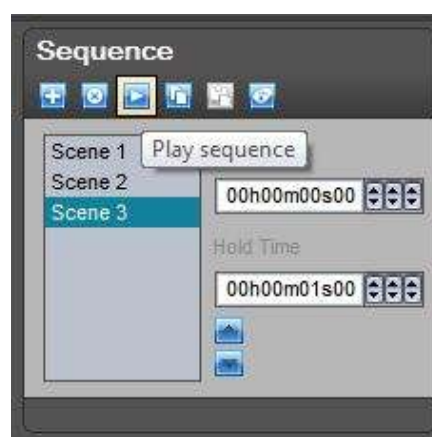 Sequence
Scene 1
Play sequence
Scene 2
00h00m00s00
Scene 3
Hold Time
00h00m01s00